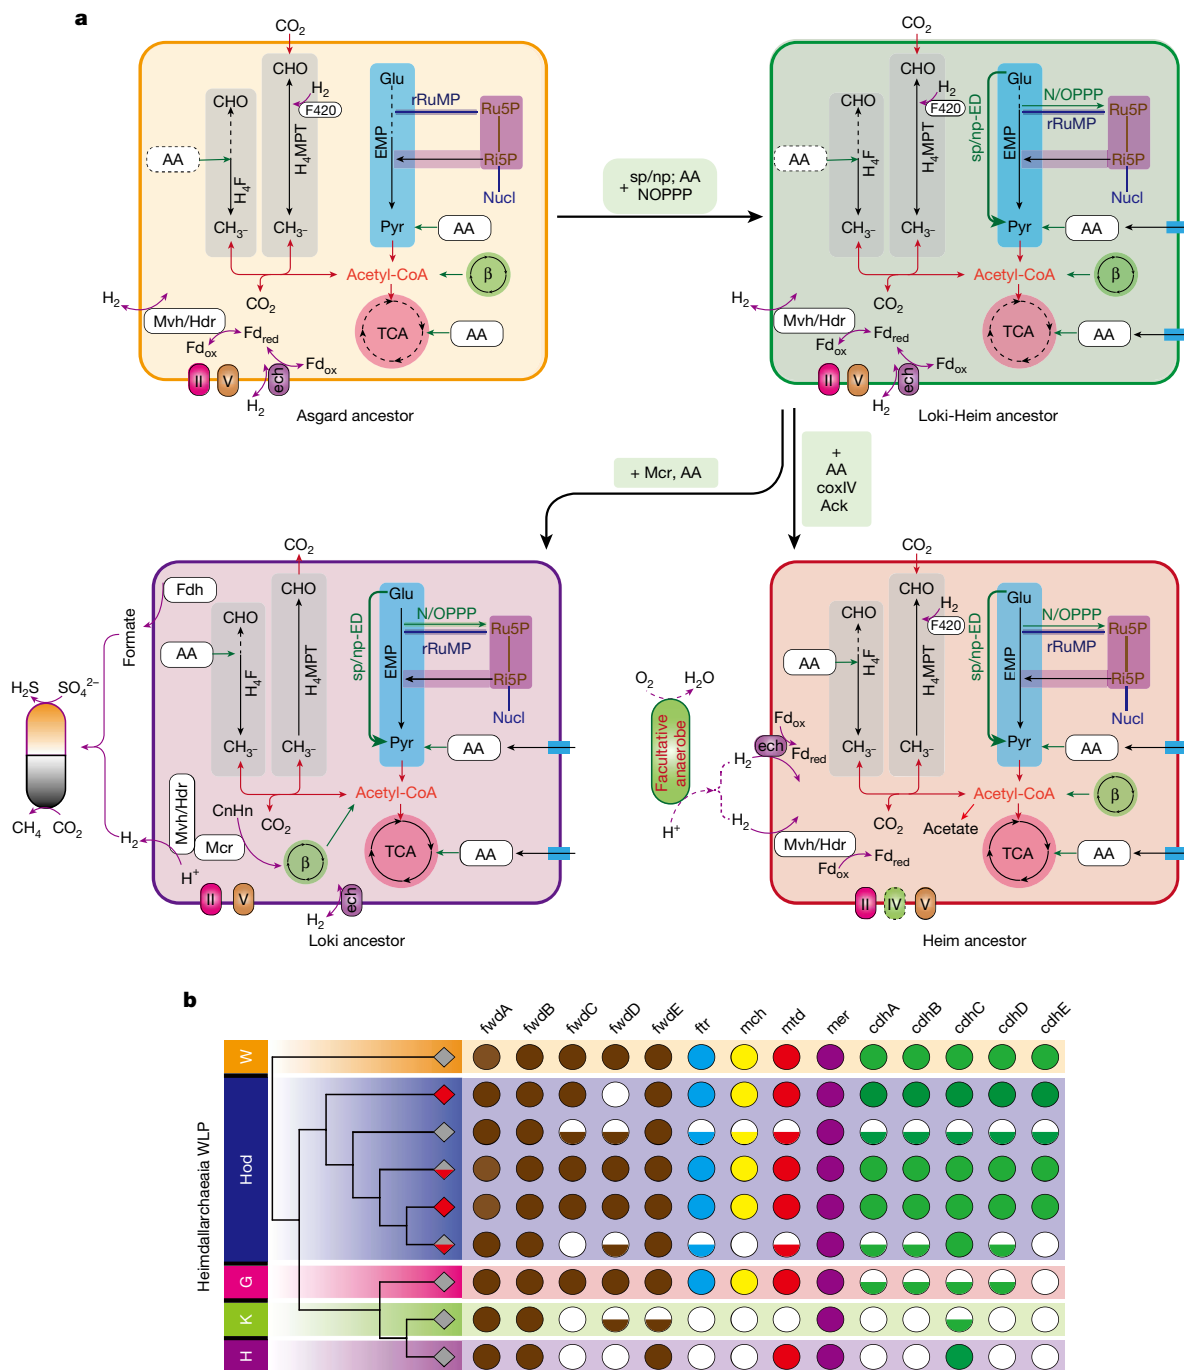 a
CO2
CHO
H2
F420
CHO
H4MPT
AA
H4F
CH3–
CH3–
CO2
Glu
rRuMP
Ru5P
EMP
Ri5P
Nucl
Pyr
AA
Acetyl-CoA
β
TCA
AA
H2
Mvh/Hdr
Fdred
Fdox
Fdox
II
V
ech
H2
Asgard ancestor
+ sp/np; AA
NOPPP
CO2
CHO
H2
F420
CHO
H4MPT
AA
H4F
CH3–
CH3–
CO2
Glu
sp/np-ED
N/OPPP
Ru5P
rRuMP
EMP
Ri5P
Nucl
Pyr
AA
Acetyl-CoA
β
TCA
AA
H2
Mvh/Hdr
Fdred
Fdox
Fdox
II
V
ech
H2
Loki-Heim ancestor
+ Mcr, AA
+
AA
coxIV
Ack
CO2
Fdh
Formate
CHO
CHO
AA
H4F
H4MPT
CH3–
CH3–
CO2
Glu
sp/np-ED
N/OPPP
Ru5P
rRuMP
EMP
Ri5P
Nucl
Pyr
AA
Acetyl-CoA
CnHn
β
TCA
AA
H2S
SO42–
CH4
CO2
H2
Mvh/Hdr
Mcr
H+
II
V
ech
H2
Loki ancestor
CO2
CHO
H2
F420
CHO
H4MPT
AA
H4F
CH3–
CH3–
CO2
Glu
sp/np-ED
N/OPPP
Ru5P
rRuMP
EMP
Ri5P
Nucl
Pyr
AA
Acetyl-CoA
β
Acetate
TCA
AA
O2
H2O
Facultative
anaerobe
H+
H2
H2
Fdox
ech
Fdred
Mvh/Hdr
Fdred
Fdox
II
IV
V
Heim ancestor
b
fwdA fwdB fwdC fwdD fwdE ftr mch mtd mer cdhA cdhB cdhC cdhD cdhE
Heimdallarchaeaia WLP
W
Hod
G
K
H